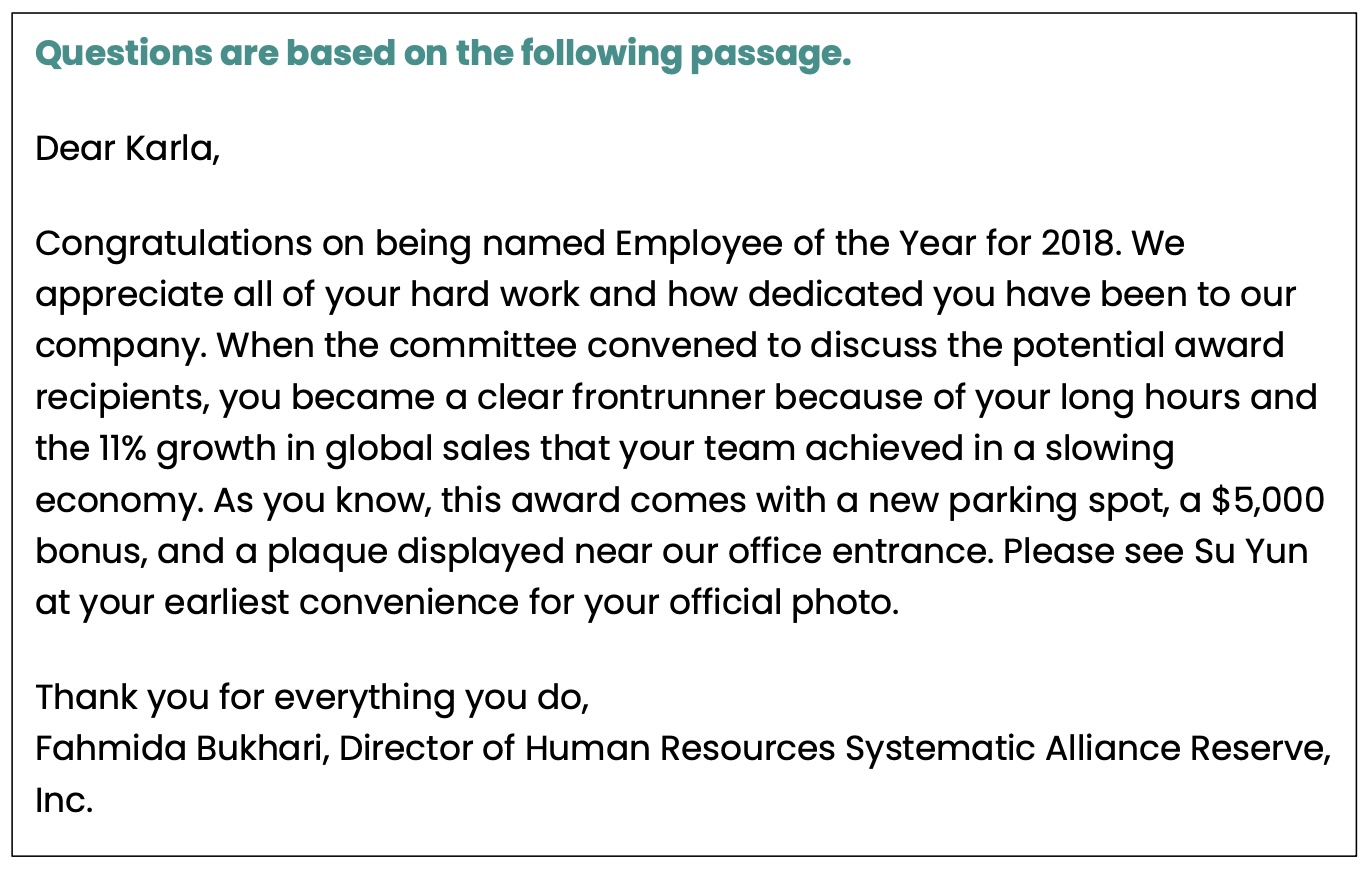 Questions are based on the following passage.
Dear Karla,
Congratulations on being named Employee of the Year for 2018. We
appreciate all of your hard work and how dedicated you have been to our
company. When the committee convened to discuss the potential award
recipients, you became a clear frontrunner because of your long hours and
the 11% growth in global sales that your team achieved in a slowing
economy. As you know, this award comes with a new parking spot, a $5,000
bonus, and a plaque displayed near our office entrance. Please see Su Yun
at your earliest convenience for your official photo.
Thank you for everything you do,
Fahmida Bukhari, Director of Human Resources Systematic Alliance Reserve,
Inc.